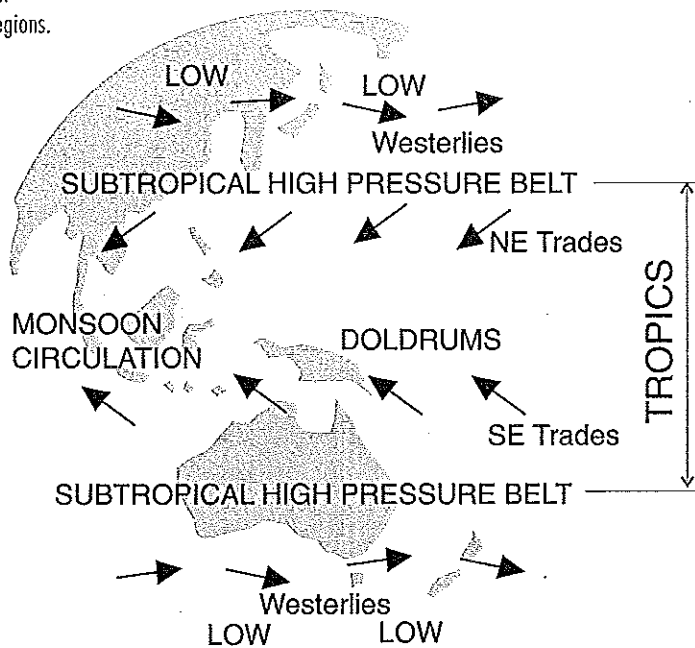 egions.
LOW
LOW
Westerlies
SUBTROPICAL HIGH PRESSURE BELT
NE Trades
MONSOON
CIRCULATION
DOLDRUMS
TROPICS
SE Trades
SUBTROPICAL HIGH PRESSURE BELT
Westerlies
LOW
LOW